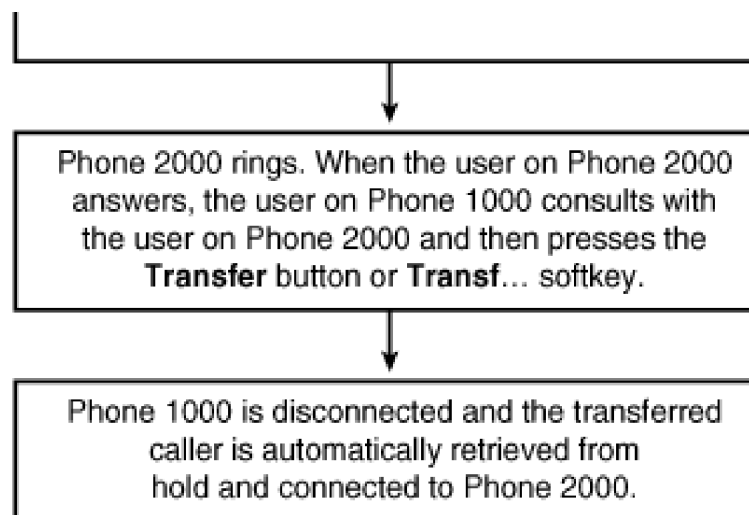 Phone 2000 rings. When the user on Phone 2000
answers, the user on Phone 1000 consults with
the user on Phone 2000 and then presses the
Transfer button or Transf... softkey.
Phone 1000 is disconnected and the transferred
caller is automatically retrieved from
hold and connected to Phone 2000.